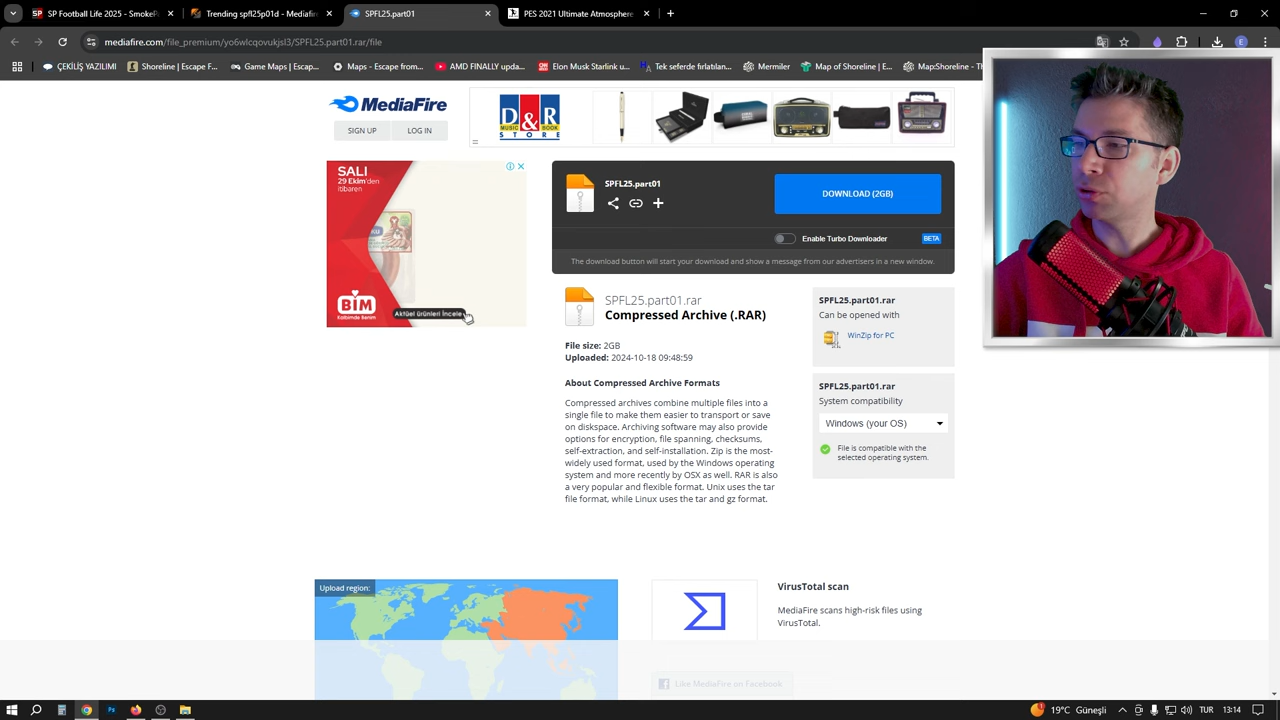 SP Football Life 2025 - SmokeP
Trending spfl25p01d - Mediafire
SPFL25.part01
PES 2021 Ultimate Atmosphere
mediafire.com/file_premium/yo6wlcqovukjsl3/SPFL25.part01.rar/file
ÇEKİLİŞ YAZILIMI
Shoreline | Escape F...
Game Maps | Escap...
Maps - Escape from...
AMD FINALLY upda...
Elon Musk Starlink u...
Tek seferde fırlatılan...
Mermiler
Map of Shoreline |...
Map:Shoreline - Th
MediaFire
SIGN UP
LOG IN
D&R
MUSIC BOOK
STORE
SALI
29 Ekim'den
itibaren
BİM
Aktüel ürünleri İncele
SPFL25.part01
DOWNLOAD (2GB)
Enable Turbo Downloader
BETA
The download button will start your download and show a message from our advertisers in a new window.
SPFL25.part01.rar
Compressed Archive (.RAR)
File size: 2GB
Uploaded: 2024-10-18 09:48:59
About Compressed Archive Formats
Compressed archives combine multiple files into a
single file to make them easier to transport or save
on diskspace. Archiving software may also provide
options for encryption, file spanning, checksums,
self-extraction, and self-installation. Zip is the most-
widely used format, used by the Windows operating
system and more recently by OSX as well. RAR is also
a very popular and flexible format. Unix uses the tar
file format, while Linux uses the tar and gz format.
SPFL25.part01.rar
Can be opened with
WinZip for PC
SPFL25.part01.rar
System compatibility
Windows (your OS)
File is compatible with the
selected operating system.
Upload region:
VirusTotal scan
MediaFire scans high-risk files using
VirusTotal.
Like MediaFire on Facebook
19°C Güneşli
TUR
13:14